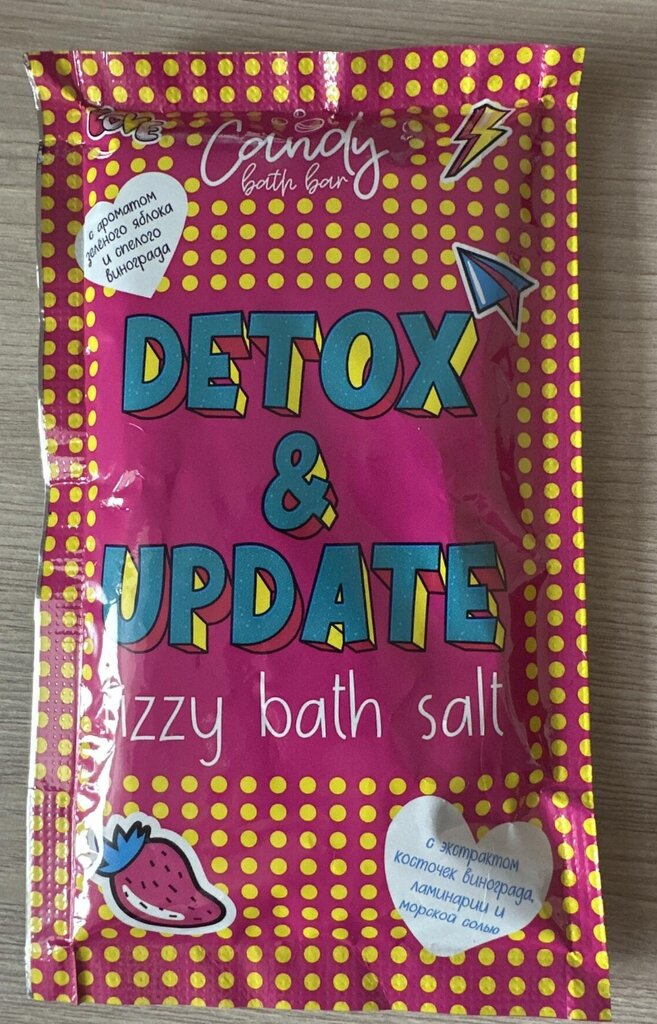 LOVE
Candy
bath bar
с ароматом
зелёного яблока
и спелого
винограда
DETOX
&
UPDATE
izzy bath salt
с экстрактом
косточек винограда,
ламинарии и
морской солью